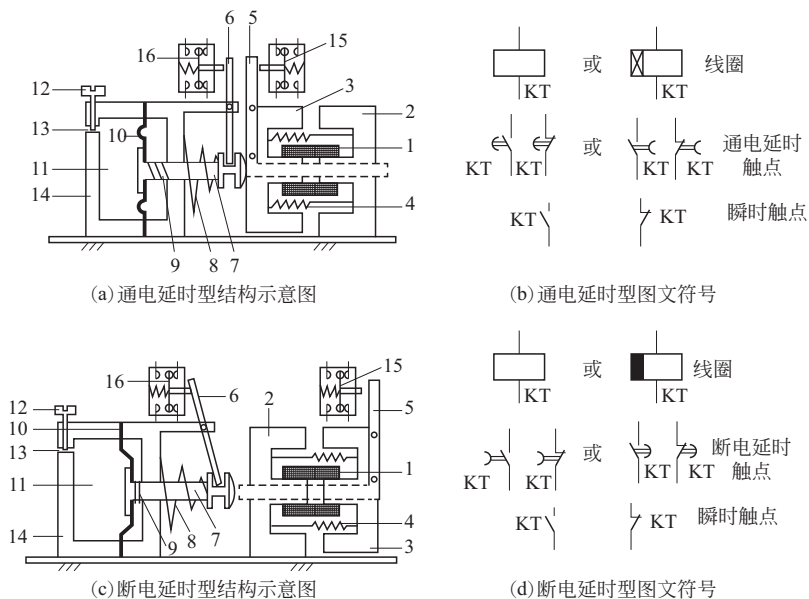 6 5
16 15
12 3 2
13 10 1
11
14 4
9 8 7
(a)通电延时型结构示意图
或 线圈
KT KT
或 通电延时
触点
KT KT KT KT
KT KT 瞬时触点
(b)通电延时型图文符号
16 6 15
12 2 5
10
13 1
11
14 9 8 7 4
3
(c)断电延时型结构示意图
或 线圈
KT KT
或 断电延时
触点
KT KT KT KT
KT KT 瞬时触点
(d)断电延时型图文符号